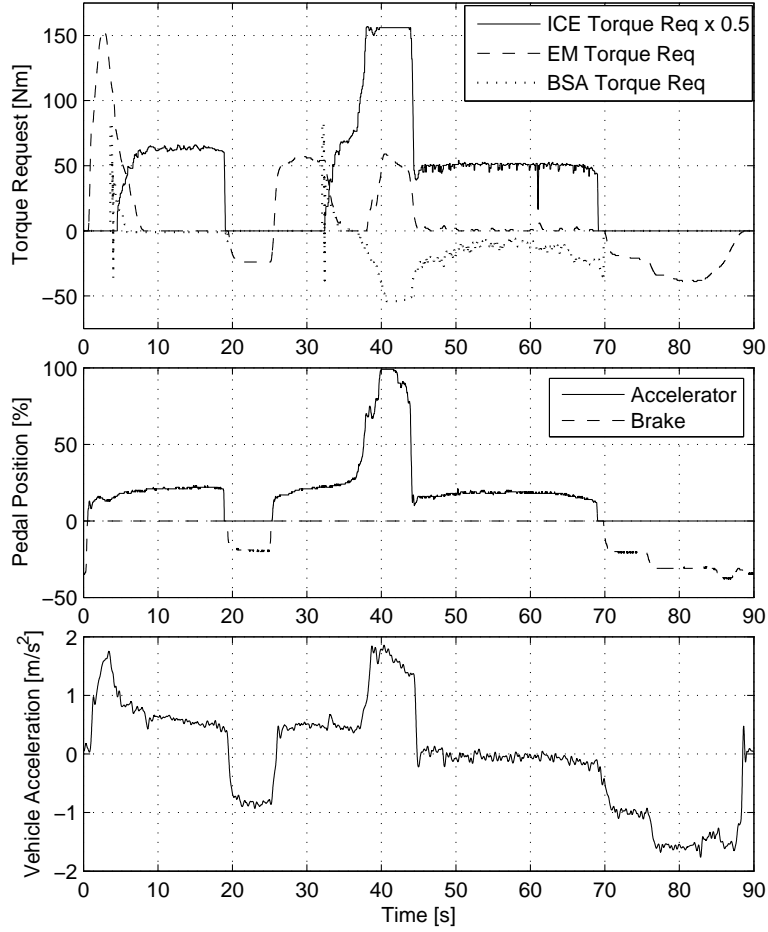 ICE Torque Req x 0.5
EM Torque Req
BSA Torque Req
Torque Request [Nm]
150
100
50
0
−50
0 10 20 30 40 50 60 70 80 90
Accelerator
Brake
Pedal Position [%]
100
50
0
−50
0 10 20 30 40 50 60 70 80 90
Vehicle Acceleration [m/s²]
2
1
0
−1
−2
0 10 20 30 40 50 60 70 80 90
Time [s]